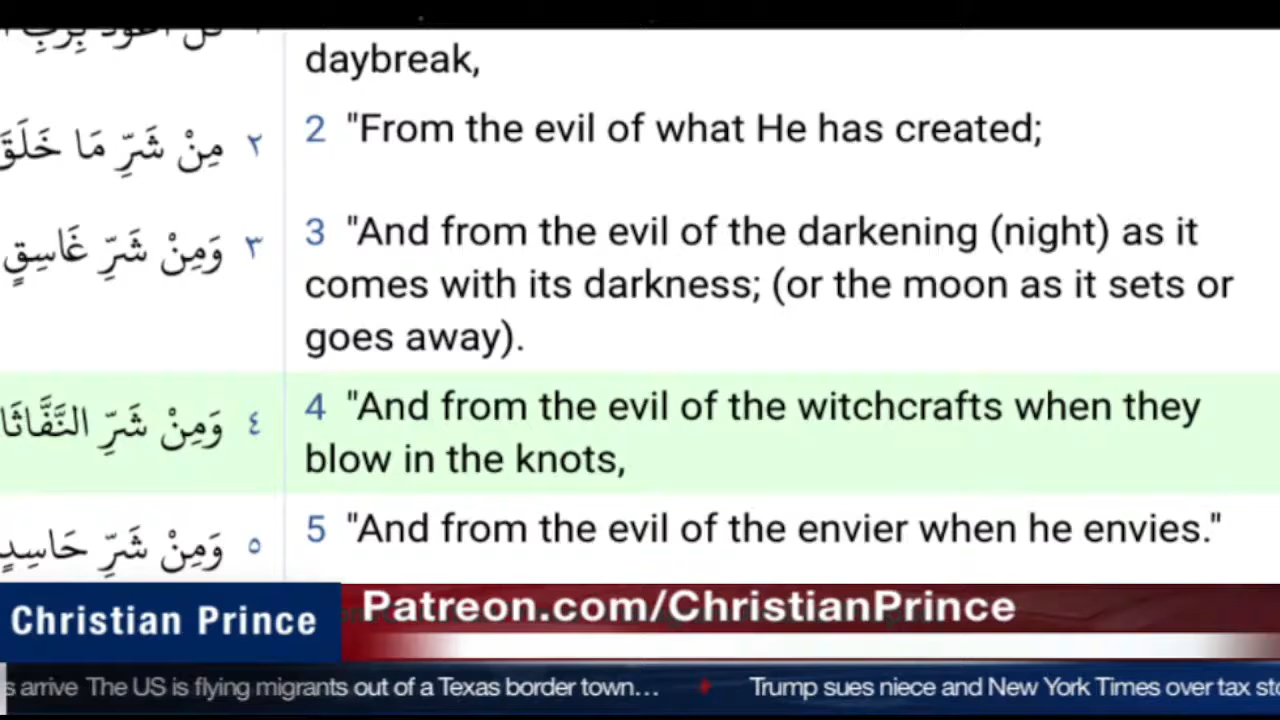 daybreak,
مِنْ شَرِّ مَا خَلَقَ ٢
2 "From the evil of what He has created;
وَمِنْ شَرِّ غَاسِقٍ ٣
3 "And from the evil of the darkening (night) as it
comes with its darkness; (or the moon as it sets or
goes away).
وَمِنْ شَرِّ ٤
4 "And from the evil of the witchcrafts when they
blow in the knots,
وَمِنْ شَرِّ حَاسِدٍ ٥
5 "And from the evil of the envier when he envies."
Christian Prince
Patreon.com/ChristianPrince
s arrive The US is flying migrants out of a Texas border town... Trump sues niece and New York Times over tax